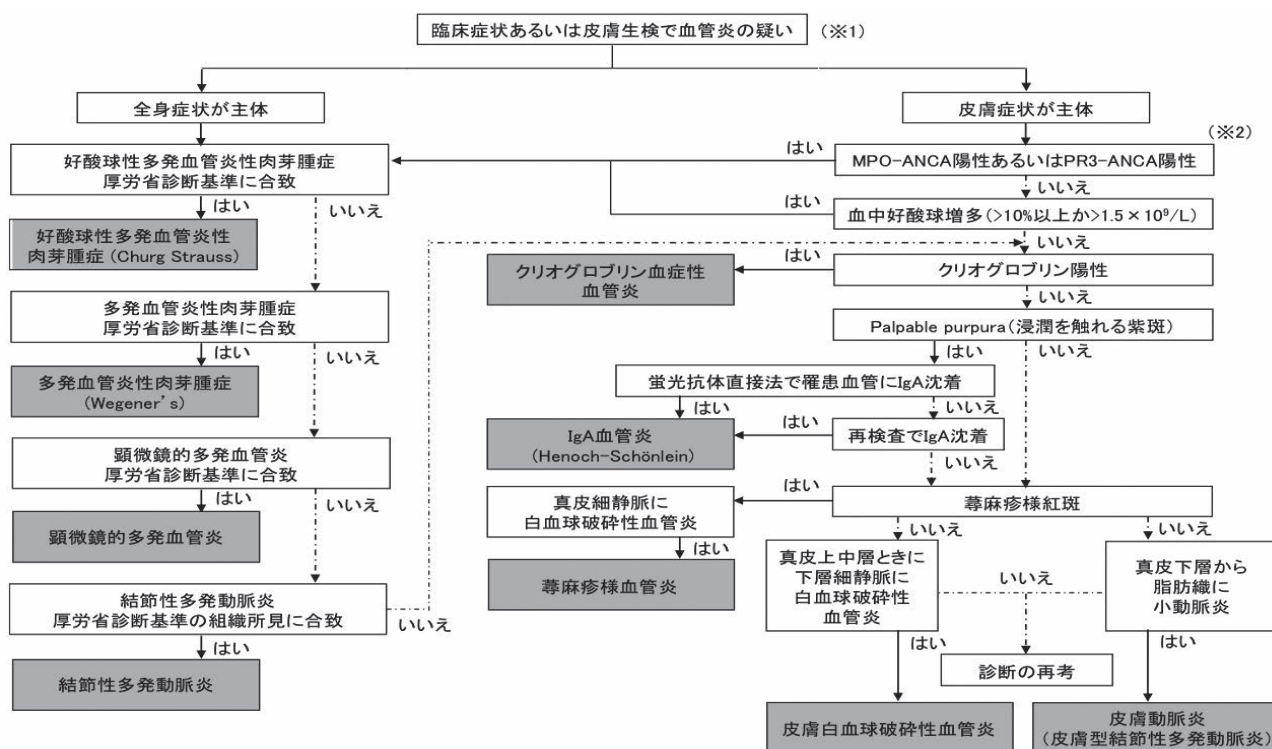 臨床症状あるいは皮膚生検で血管炎の疑い
(※1)
全身症状が主体
皮膚症状が主体
(※2)
好酸球性多発血管炎性肉芽腫症
厚労省診断基準に合致
はい
MPO-ANCA陽性あるいはPR3-ANCA陽性
いいえ
はい
いいえ
はい
血中好酸球増多(>10%以上か>1.5×10⁹/L)
いいえ
好酸球性多発血管炎性
肉芽腫症(Churg Strauss)
クリオグロブリン血症性
血管炎
はい
クリオグロブリン陽性
いいえ
多発血管炎性肉芽腫症
厚労省診断基準に合致
Palpable purpura(浸潤を触れる紫斑)
はい
いいえ
はい
いいえ
多発血管炎性肉芽腫症
(Wegener's)
蛍光抗体直接法で罹患血管にIgA沈着
はい
いいえ
IgA血管炎
(Henoch-Schönlein)
はい
再検査でIgA沈着
いいえ
顕微鏡的多発血管炎
厚労省診断基準に合致
はい
いいえ
真皮細静脈に
白血球破砕性血管炎
はい
蕁麻疹様紅斑
いいえ
いいえ
顕微鏡的多発血管炎
はい
蕁麻疹様血管炎
真皮上中層ときに
下層細静脈に
白血球破砕性
血管炎
いいえ
真皮下層から
脂肪織に
小動脈炎
結節性多発動脈炎
厚労省診断基準の組織所見に合致
いいえ
はい
はい
はい
結節性多発動脈炎
診断の再考
皮膚白血球破砕性血管炎
皮膚動脈炎
(皮膚型結節性多発動脈炎)